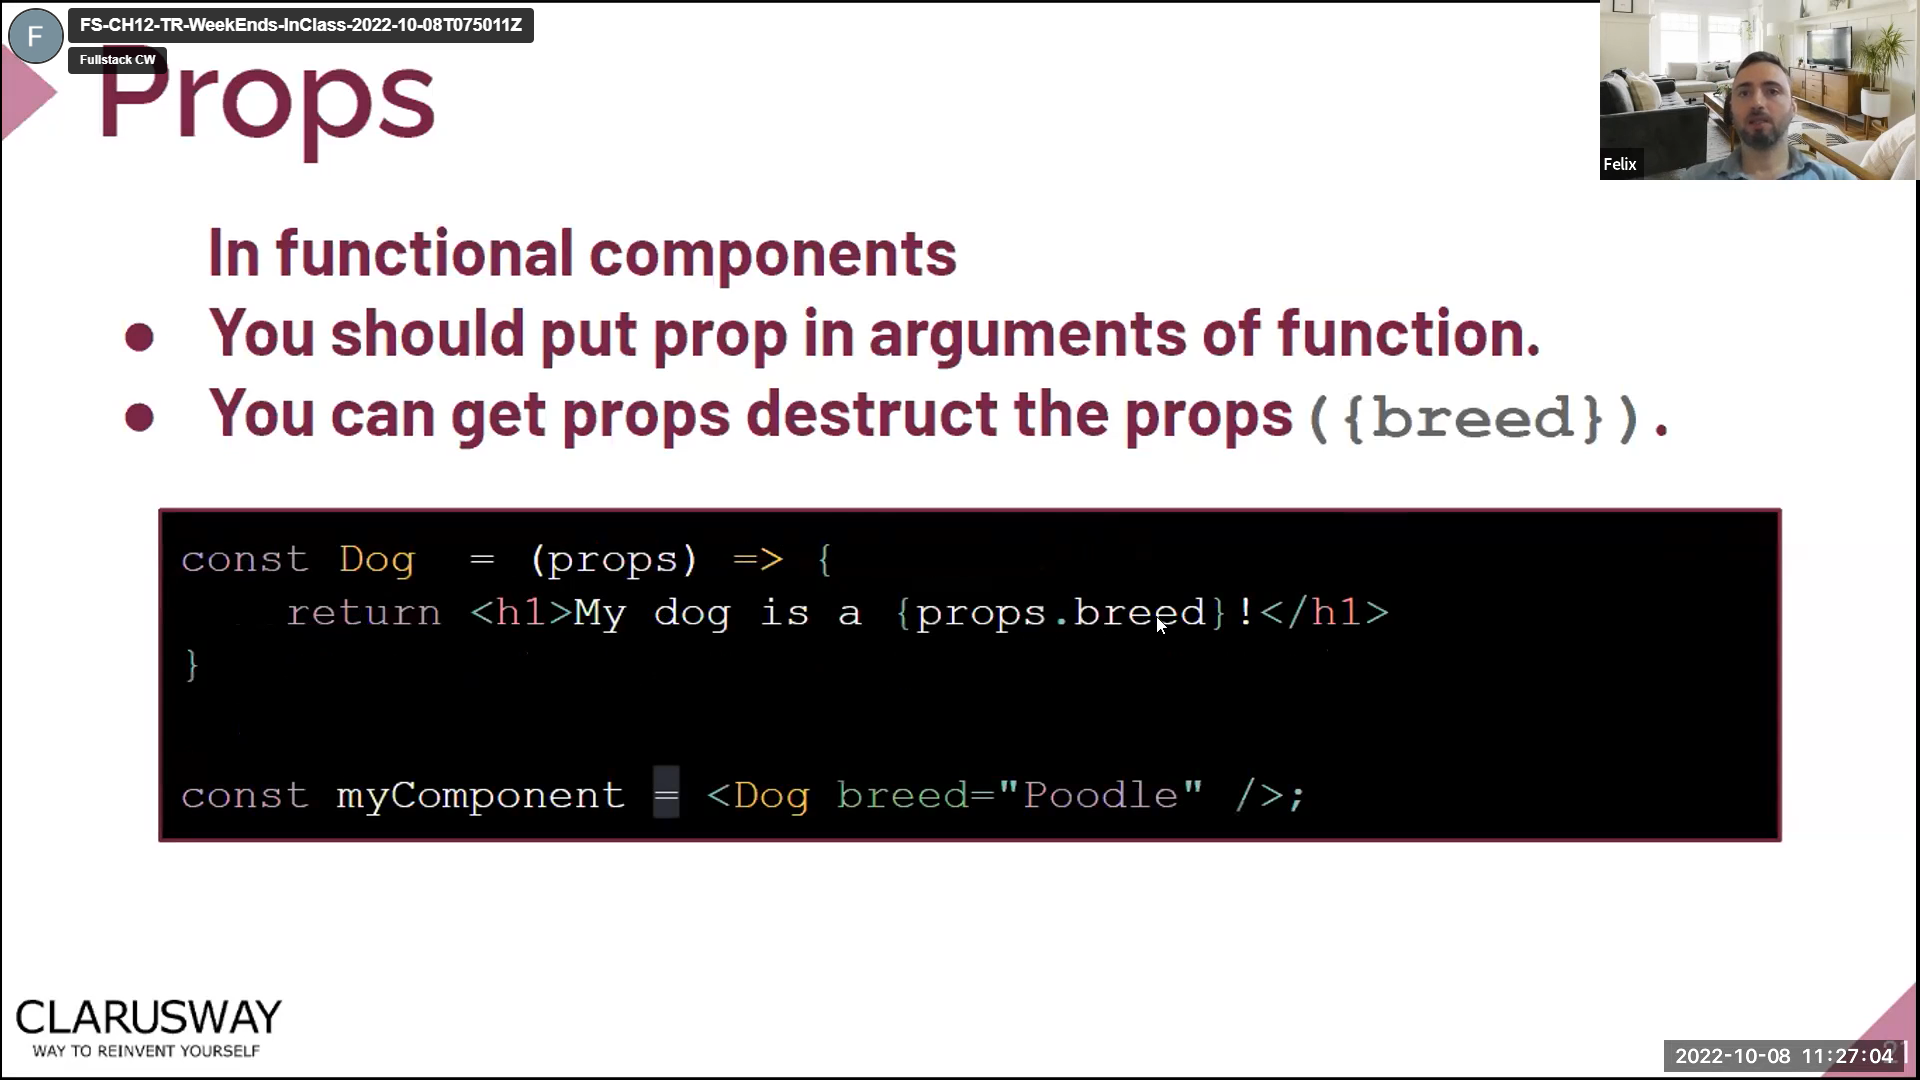 FS-CH12-TR-WeekEnds-InClass-2022-10-08T075011Z
F
Fullstack CW
Props
Felix
In functional components
● You should put prop in arguments of function.
● You can get props destruct the props({breed}).
const Dog  = (props) => {
    return <h1>My dog is a {props.breed}!</h1>
}
const myComponent = <Dog breed="Poodle" />;
CLARUSWAY
WAY TO REINVENT YOURSELF
2022-10-08 11:27:04